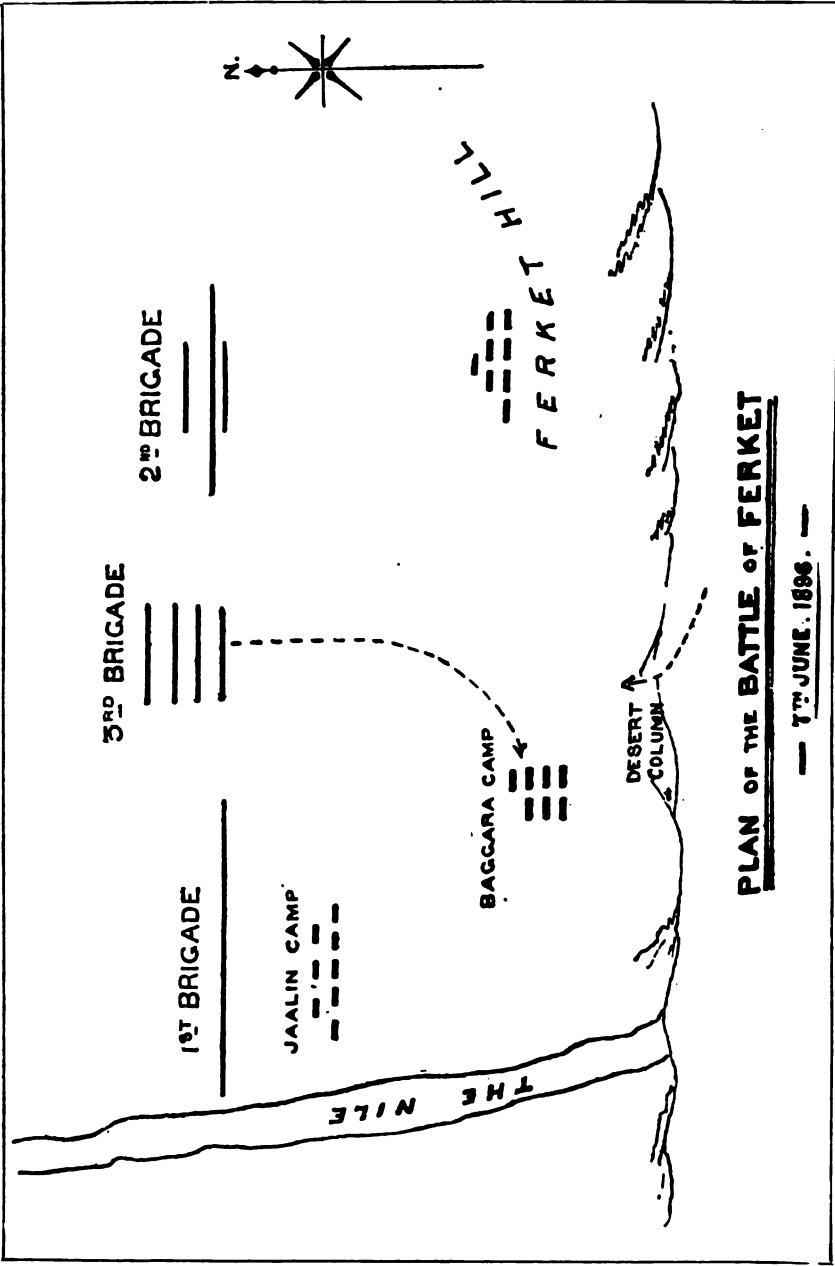 N.
3RD BRIGADE
2ND BRIGADE
1ST BRIGADE
JAALIN CAMP
BAGGARA CAMP
FERKET HILL
THE NILE
DESERT
COLUMN
PLAN OF THE BATTLE OF FERKET
— 7TH JUNE. 1896. —